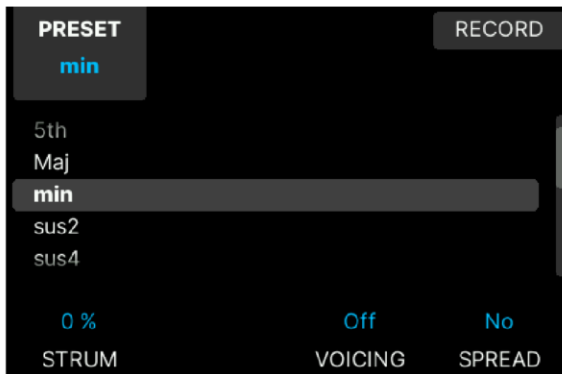 PRESET RECORD
min
5th
Maj
min
sus2
sus4
0 % Off No
STRUM VOICING SPREAD